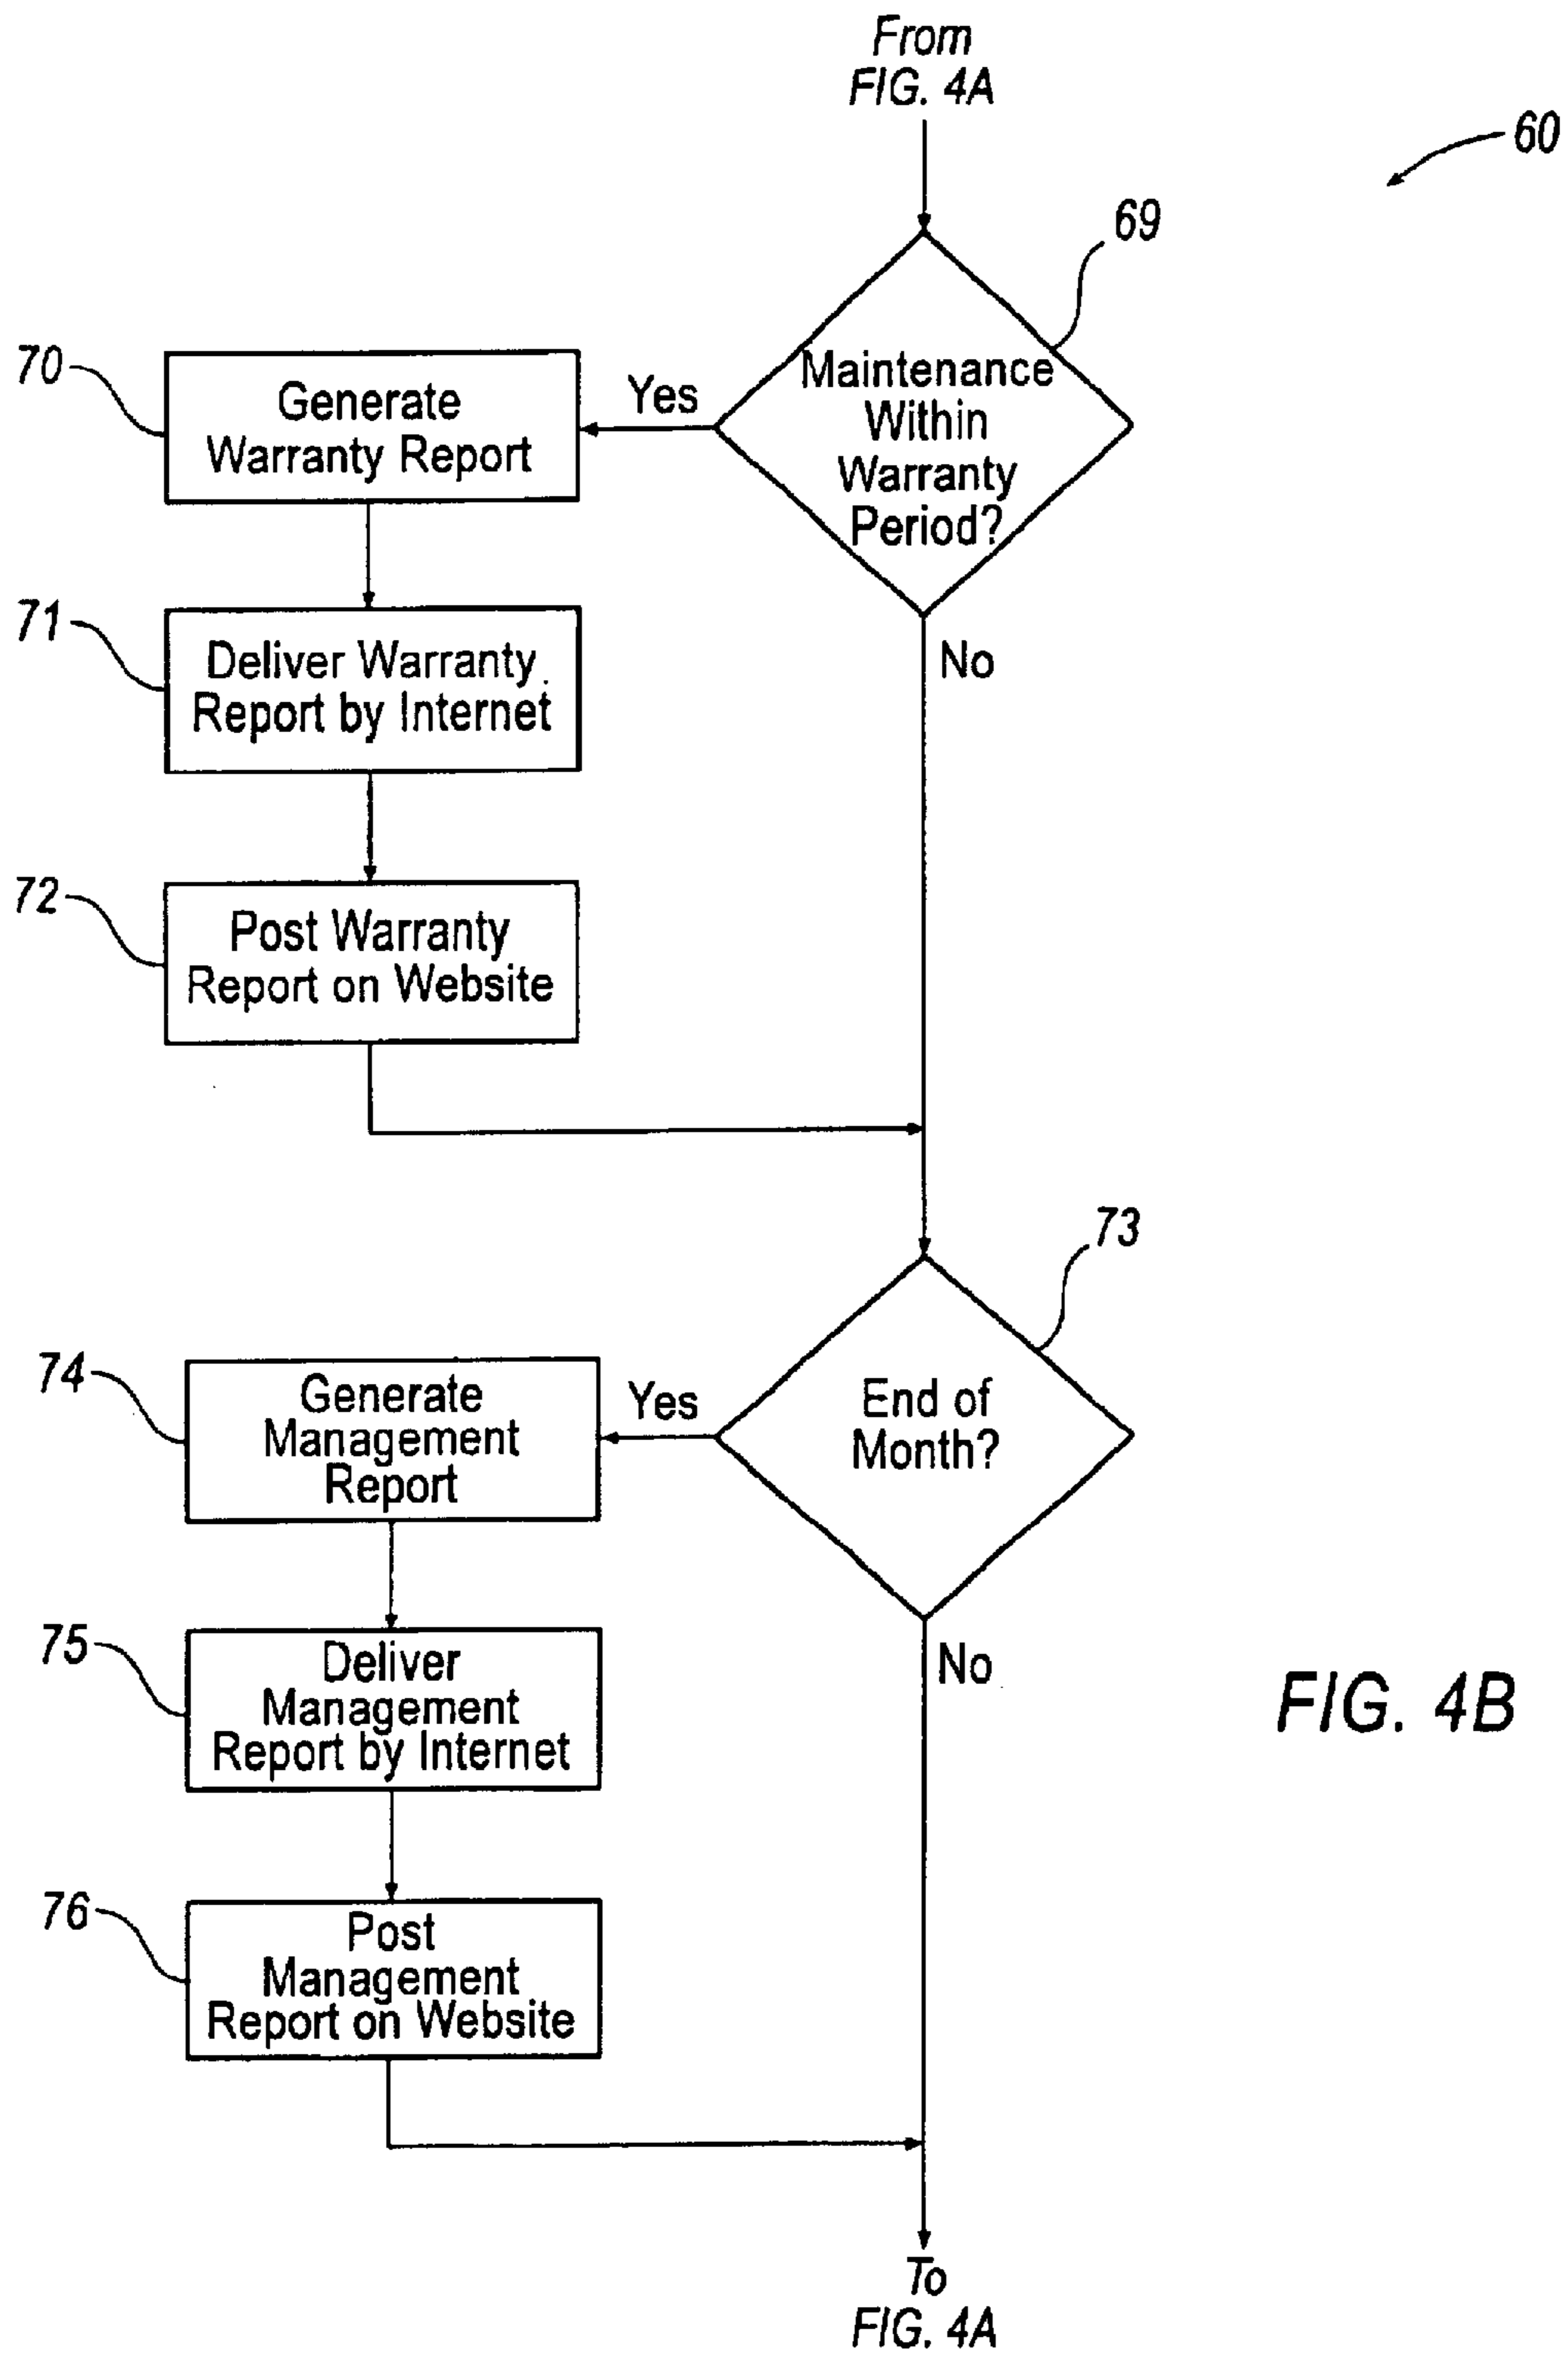 From
FIG. 4A
60
69
Maintenance
Within
Warranty
Period?
Yes
No
70
Generate
Warranty Report
71
Deliver Warranty
Report by Internet
72
Post Warranty
Report on Website
73
End of
Month?
Yes
No
74
Generate
Management
Report
75
Deliver
Management
Report by Internet
76
Post
Management
Report on Website
To
FIG. 4A
FIG. 4B